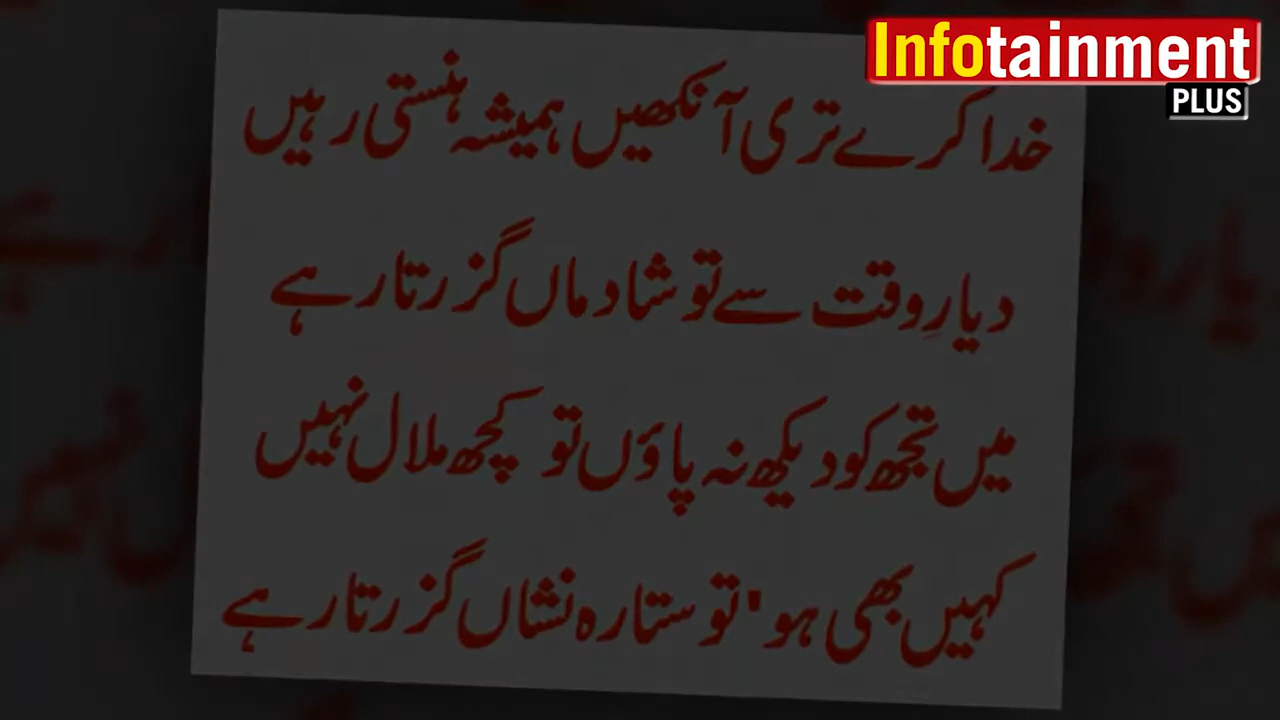 Infotainment
PLUS
خدا کرے تری آنکھیں ہمیشہ ہنستی رہیں
دیارِ وقت سے تو شادماں گزرتا رہے
میں تجھ کو دیکھ نہ پاؤں تو کچھ ملال نہیں
کہیں بھی ہو' تو ستارہ نشاں گزرتا رہے